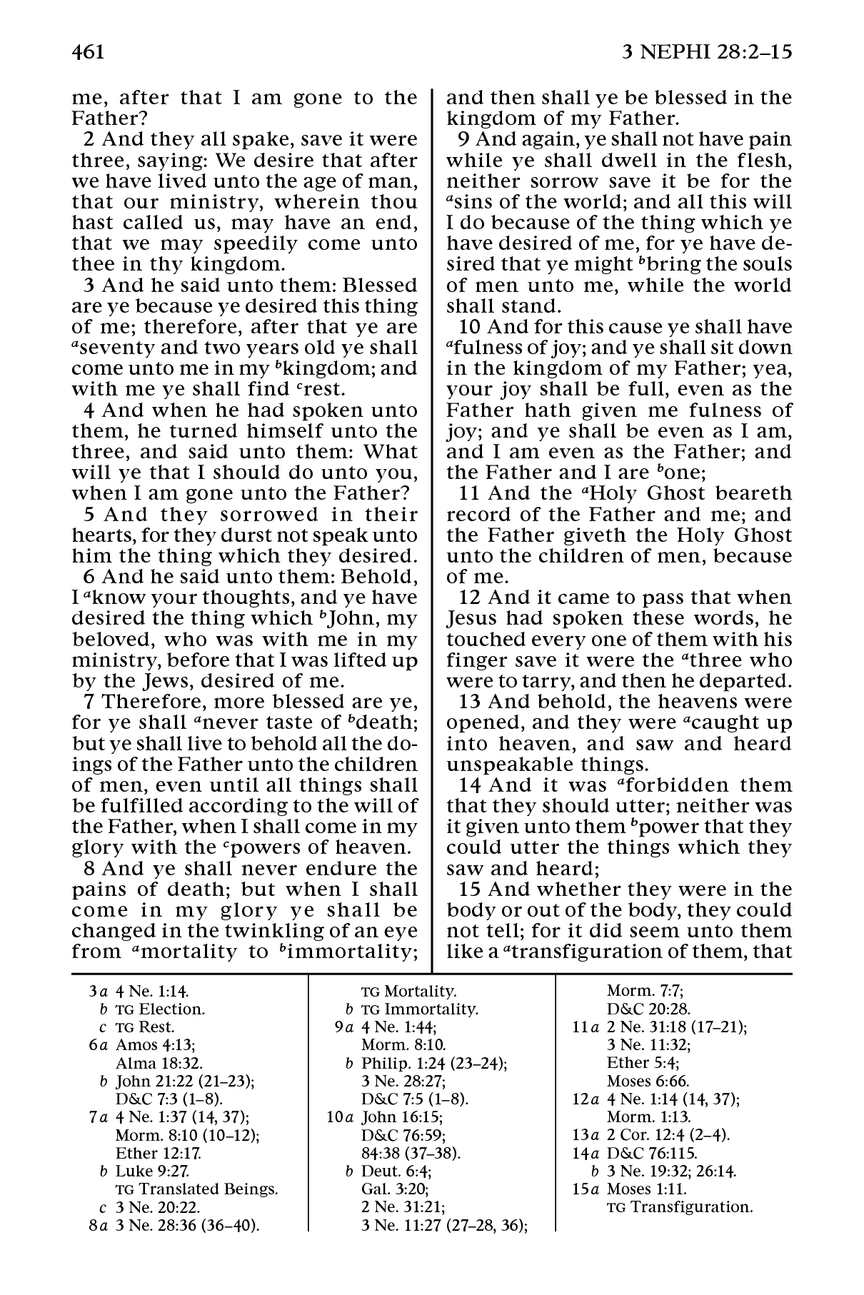 461
3 NEPHI 28:2–15
me, after that I am gone to the
Father?
2 And they all spake, save it were
three, saying: We desire that after
we have lived unto the age of man,
that our ministry, wherein thou
hast called us, may have an end,
that we may speedily come unto
thee in thy kingdom.
3 And he said unto them: Blessed
are ye because ye desired this thing
of me; therefore, after that ye are
aseventy and two years old ye shall
come unto me in my bkingdom; and
with me ye shall find crest.
4 And when he had spoken unto
them, he turned himself unto the
three, and said unto them: What
will ye that I should do unto you,
when I am gone unto the Father?
5 And they sorrowed in their
hearts, for they durst not speak unto
him the thing which they desired.
6 And he said unto them: Behold,
I aknow your thoughts, and ye have
desired the thing which bJohn, my
beloved, who was with me in my
ministry, before that I was lifted up
by the Jews, desired of me.
7 Therefore, more blessed are ye,
for ye shall anever taste of bdeath;
but ye shall live to behold all the do-
ings of the Father unto the children
of men, even until all things shall
be fulfilled according to the will of
the Father, when I shall come in my
glory with the cpowers of heaven.
8 And ye shall never endure the
pains of death; but when I shall
come in my glory ye shall be
changed in the twinkling of an eye
from amortality to bimmortality;
and then shall ye be blessed in the
kingdom of my Father.
9 And again, ye shall not have pain
while ye shall dwell in the flesh,
neither sorrow save it be for the
asins of the world; and all this will
I do because of the thing which ye
have desired of me, for ye have de-
sired that ye might bbring the souls
of men unto me, while the world
shall stand.
10 And for this cause ye shall have
afulness of joy; and ye shall sit down
in the kingdom of my Father; yea,
your joy shall be full, even as the
Father hath given me fulness of
joy; and ye shall be even as I am,
and I am even as the Father; and
the Father and I are bone;
11 And the aHoly Ghost beareth
record of the Father and me; and
the Father giveth the Holy Ghost
unto the children of men, because
of me.
12 And it came to pass that when
Jesus had spoken these words, he
touched every one of them with his
finger save it were the athree who
were to tarry, and then he departed.
13 And behold, the heavens were
opened, and they were acaught up
into heaven, and saw and heard
unspeakable things.
14 And it was aforbidden them
that they should utter; neither was
it given unto them bpower that they
could utter the things which they
saw and heard;
15 And whether they were in the
body or out of the body, they could
not tell; for it did seem unto them
like a atransfiguration of them, that
3 a 4 Ne. 1:14.
b TG Election.
c TG Rest.
6 a Amos 4:13;
Alma 18:32.
b John 21:22 (21–23);
D&C 7:3 (1–8).
7 a 4 Ne. 1:37 (14, 37);
Morm. 8:10 (10–12);
Ether 12:17.
b Luke 9:27.
TG Translated Beings.
c 3 Ne. 20:22.
8 a 3 Ne. 28:36 (36–40).
TG Mortality.
b TG Immortality.
9 a 4 Ne. 1:44;
Morm. 8:10.
b Philip. 1:24 (23–24);
3 Ne. 28:27;
D&C 7:5 (1–8).
10 a John 16:15;
D&C 76:59;
84:38 (37–38).
b Deut. 6:4;
Gal. 3:20;
2 Ne. 31:21;
3 Ne. 11:27 (27–28, 36);
Morm. 7:7;
D&C 20:28.
11 a 2 Ne. 31:18 (17–21);
3 Ne. 11:32;
Ether 5:4;
Moses 6:66.
12 a 4 Ne. 1:14 (14, 37);
Morm. 1:13.
13 a 2 Cor. 12:4 (2–4).
14 a D&C 76:115.
b 3 Ne. 19:32; 26:14.
15 a Moses 1:11.
TG Transfiguration.